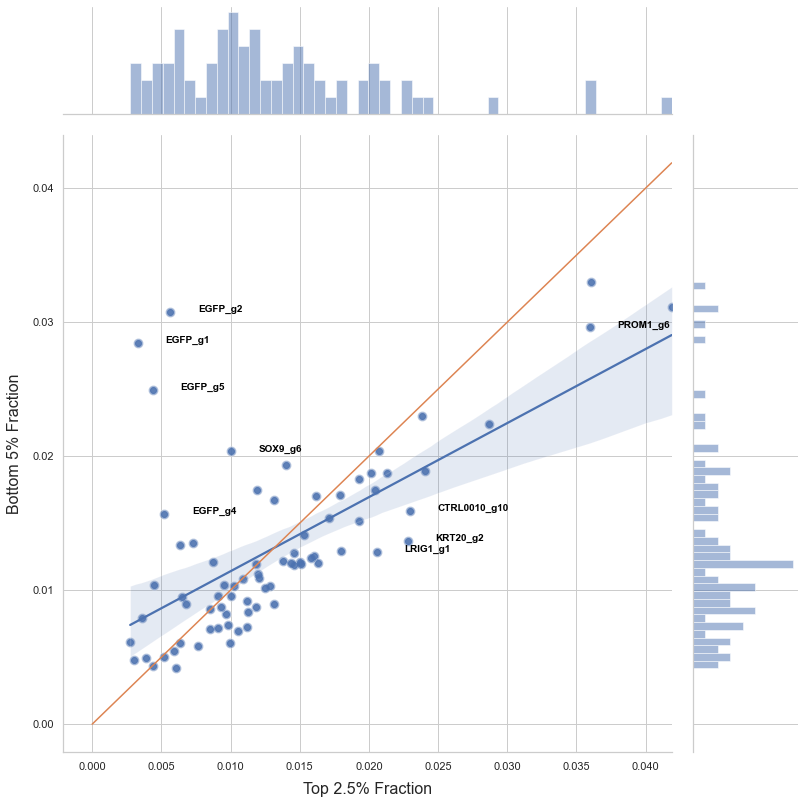 0.04
0.03
0.02
0.01
0.00
Bottom 5% Fraction
EGFP_g2
EGFP_g1
PROM1_g6
EGFP_g5
SOX9_g6
EGFP_g4
CTRL0010_g10
KRT20_g2
LRIG1_g1
0.000 0.005 0.010 0.015 0.020 0.025 0.030 0.035 0.040
Top 2.5% Fraction